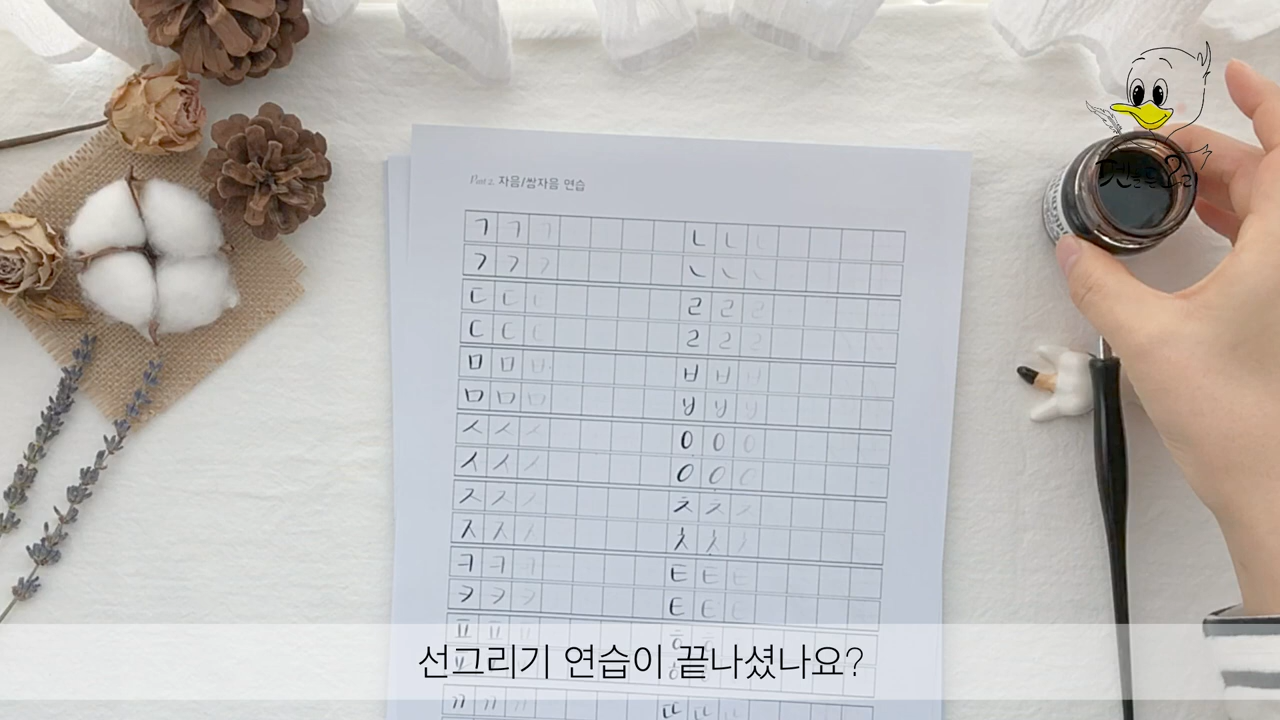 Part 2. 자음/쌍자음 연습
ㄱ ㄱ ㄱ ㄴ ㄴ ㄴ
ㄱ ㄱ ㄱ ㄴ ㄴ ㄴ
ㄷ ㄷ ㄷ ㄹ ㄹ ㄹ
ㄷ ㄷ ㄷ ㄹ ㄹ ㄹ
ㅁ ㅁ ㅁ ㅂ ㅂ ㅂ
ㅁ ㅁ ㅁ ㅂ ㅂ ㅂ
ㅅ ㅅ ㅅ ㅇ ㅇ ㅇ
ㅅ ㅅ ㅅ ㅇ ㅇ ㅇ
ㅈ ㅈ ㅈ ㅊ ㅊ ㅊ
ㅈ ㅈ ㅈ ㅊ ㅊ ㅊ
ㅋ ㅋ ㅋ ㅌ ㅌ ㅌ
ㅋ ㅋ ㅋ ㅌ ㅌ ㅌ
ㅍ ㅍ ㅍ ㅎ ㅎ
선그리기 연습이 끝나셨나요?
ㄲ ㄲ ㄲ ㄸ ㄸ ㄸ